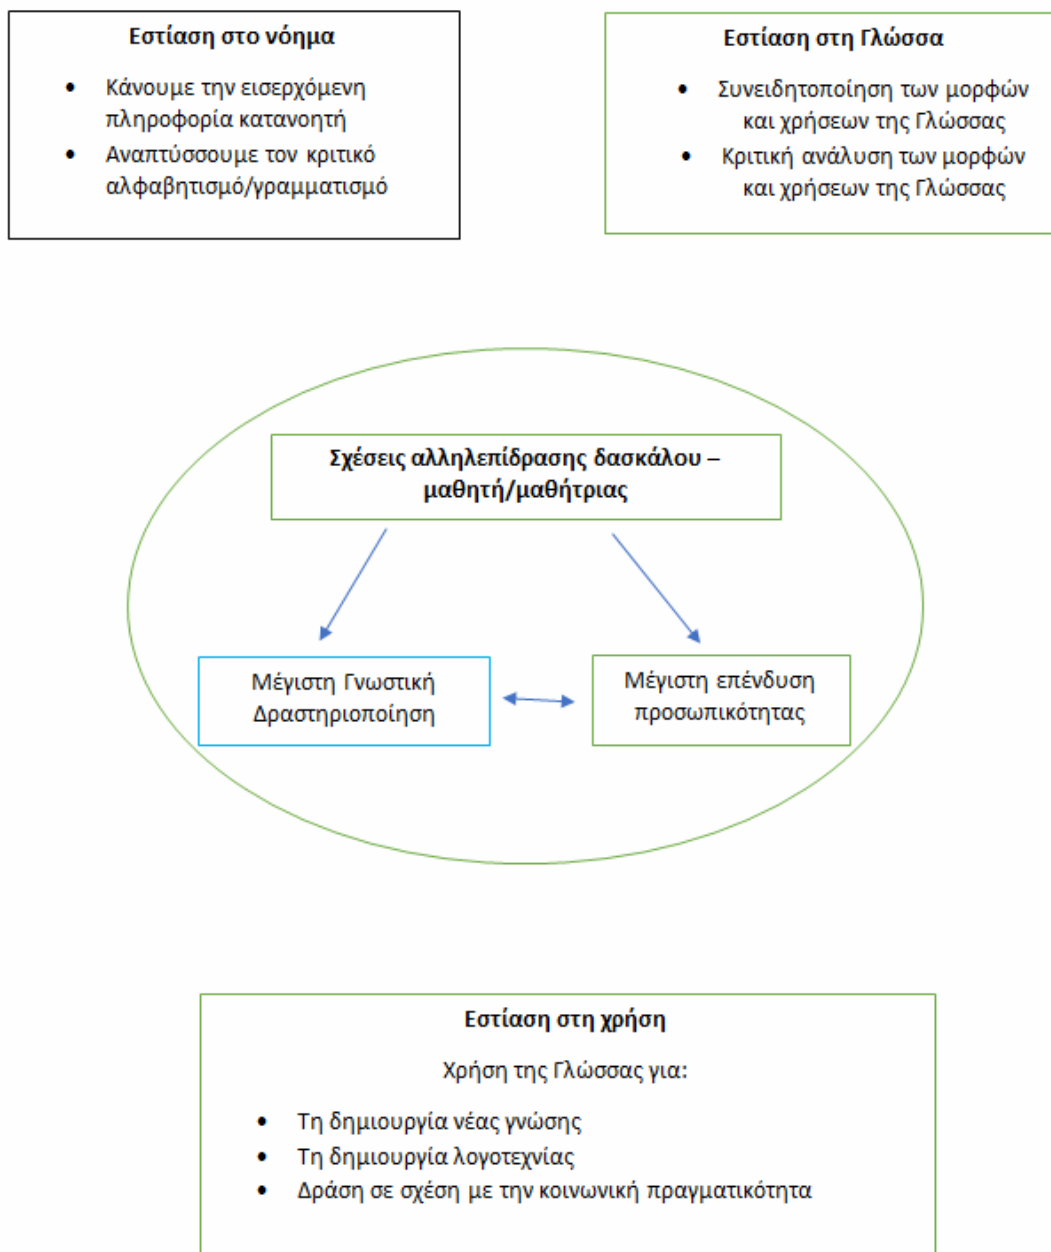 Εστίαση στο νόημα
• Κάνουμε την εισερχόμενη
πληροφορία κατανοητή
• Αναπτύσσουμε τον κριτικό
αλφαβητισμό/γραμματισμό
Εστίαση στη Γλώσσα
• Συνειδητοποίηση των μορφών
και χρήσεων της Γλώσσας
• Κριτική ανάλυση των μορφών
και χρήσεων της Γλώσσας
Σχέσεις αλληλεπίδρασης δασκάλου –
μαθητή/μαθήτριας
Μέγιστη Γνωστική
Δραστηριοποίηση
Μέγιστη επένδυση
προσωπικότητας
Εστίαση στη χρήση
Χρήση της Γλώσσας για:
• Τη δημιουργία νέας γνώσης
• Τη δημιουργία λογοτεχνίας
• Δράση σε σχέση με την κοινωνική πραγματικότητα